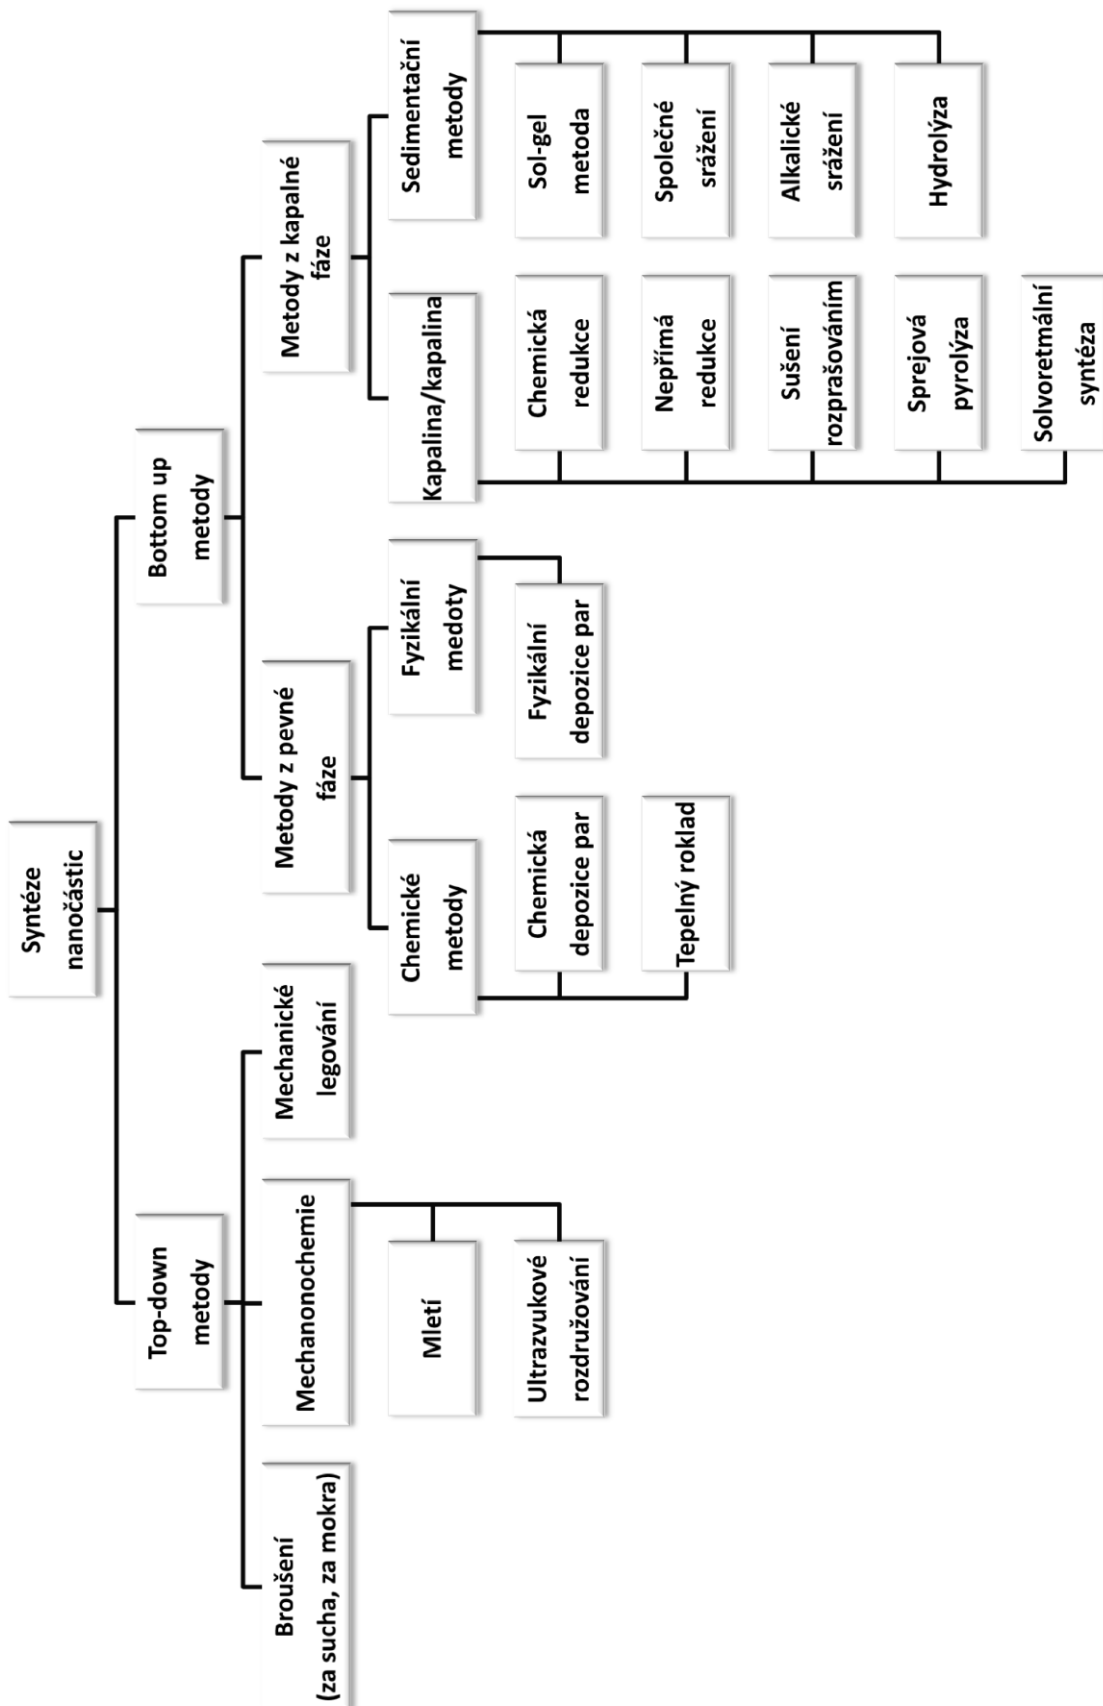 Syntéze
nanočástic
Top-down
metody
Bottom up
metody
Broušení
(za sucha, za mokra)
Mechanonochemie
Mechanické
legování
Metody z pevné
fáze
Metody z kapalné
fáze
Mletí
Ultrazvukové
rozdružování
Chemické
metody
Fyzikální
medoty
Kapalina/kapalina
Sedimentační
metody
Chemická
depozice par
Tepelný roklad
Fyzikální
depozice par
Chemická
redukce
Nepřímá
redukce
Sušení
rozprašováním
Sprejová
pyrolýza
Solvoretmální
syntéza
Sol-gel
metoda
Společné
srážení
Alkalické
srážení
Hydrolýza